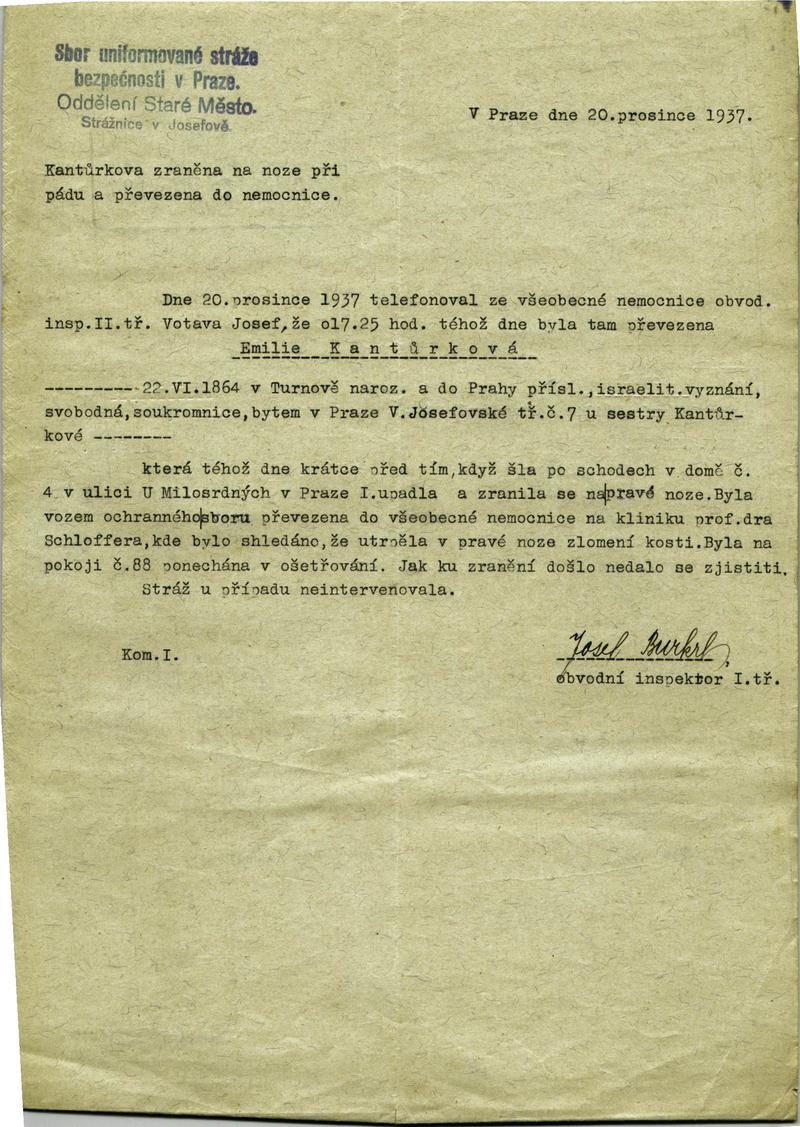 Sbor uniformované stráže
bezpečnosti v Praze.
Oddělení Staré Město.
Strážnice v Josefově.
V Praze dne 20.prosince 1937.
Kantůrkova zraněna na noze při
pádu a převezena do nemocnice.
Dne 20.prosince 1937 telefonoval ze všeobecné nemocnice obvod.
insp.II.tř. Votava Josef,že o17.25 hod. téhož dne byla tam převezena
Emilie K a n t ů r k o v á
--------- 22.VI.1864 v Turnově naroz. a do Prahy přísl.,israelit.vyznání,
svobodná,soukromnice,bytem v Praze V.Josefovské tř.č.7 u sestry Kantůr-
kové --------
která téhož dne krátce před tím,když šla po schodech v domě č.
4 v ulici U Milosrdných v Praze I.upadla a zranila se na|pravé noze.Byla
vozem ochranného|sboru převezena do všeobecné nemocnice na kliniku prof.dra
Schloffera,kde bylo shledáno,že utrpěla v pravé noze zlomení kosti.Byla na
pokoji č.88 ponechána v ošetřování. Jak ku zranění došlo nedalo se zjistiti.
Stráž u případu neintervenovala.
Kom.I.
Josef Burkrl,
obvodní inspektor I.tř.